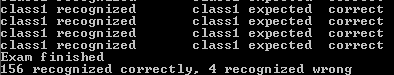 class1 recognized class1 expected correct
class1 recognized class1 expected correct
class1 recognized class1 expected correct
class1 recognized class1 expected correct
Exam finished
156 recognized correctly, 4 recognized wrong